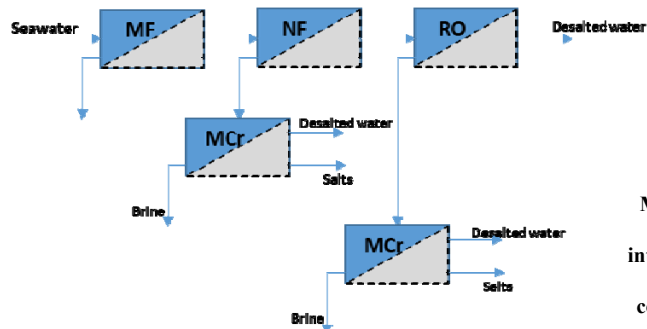 Seawater
MF
NF
RO
Desalted water
MCr
Desalted water
Salts
Brine
MCr
Desalted water
Salts
Brine